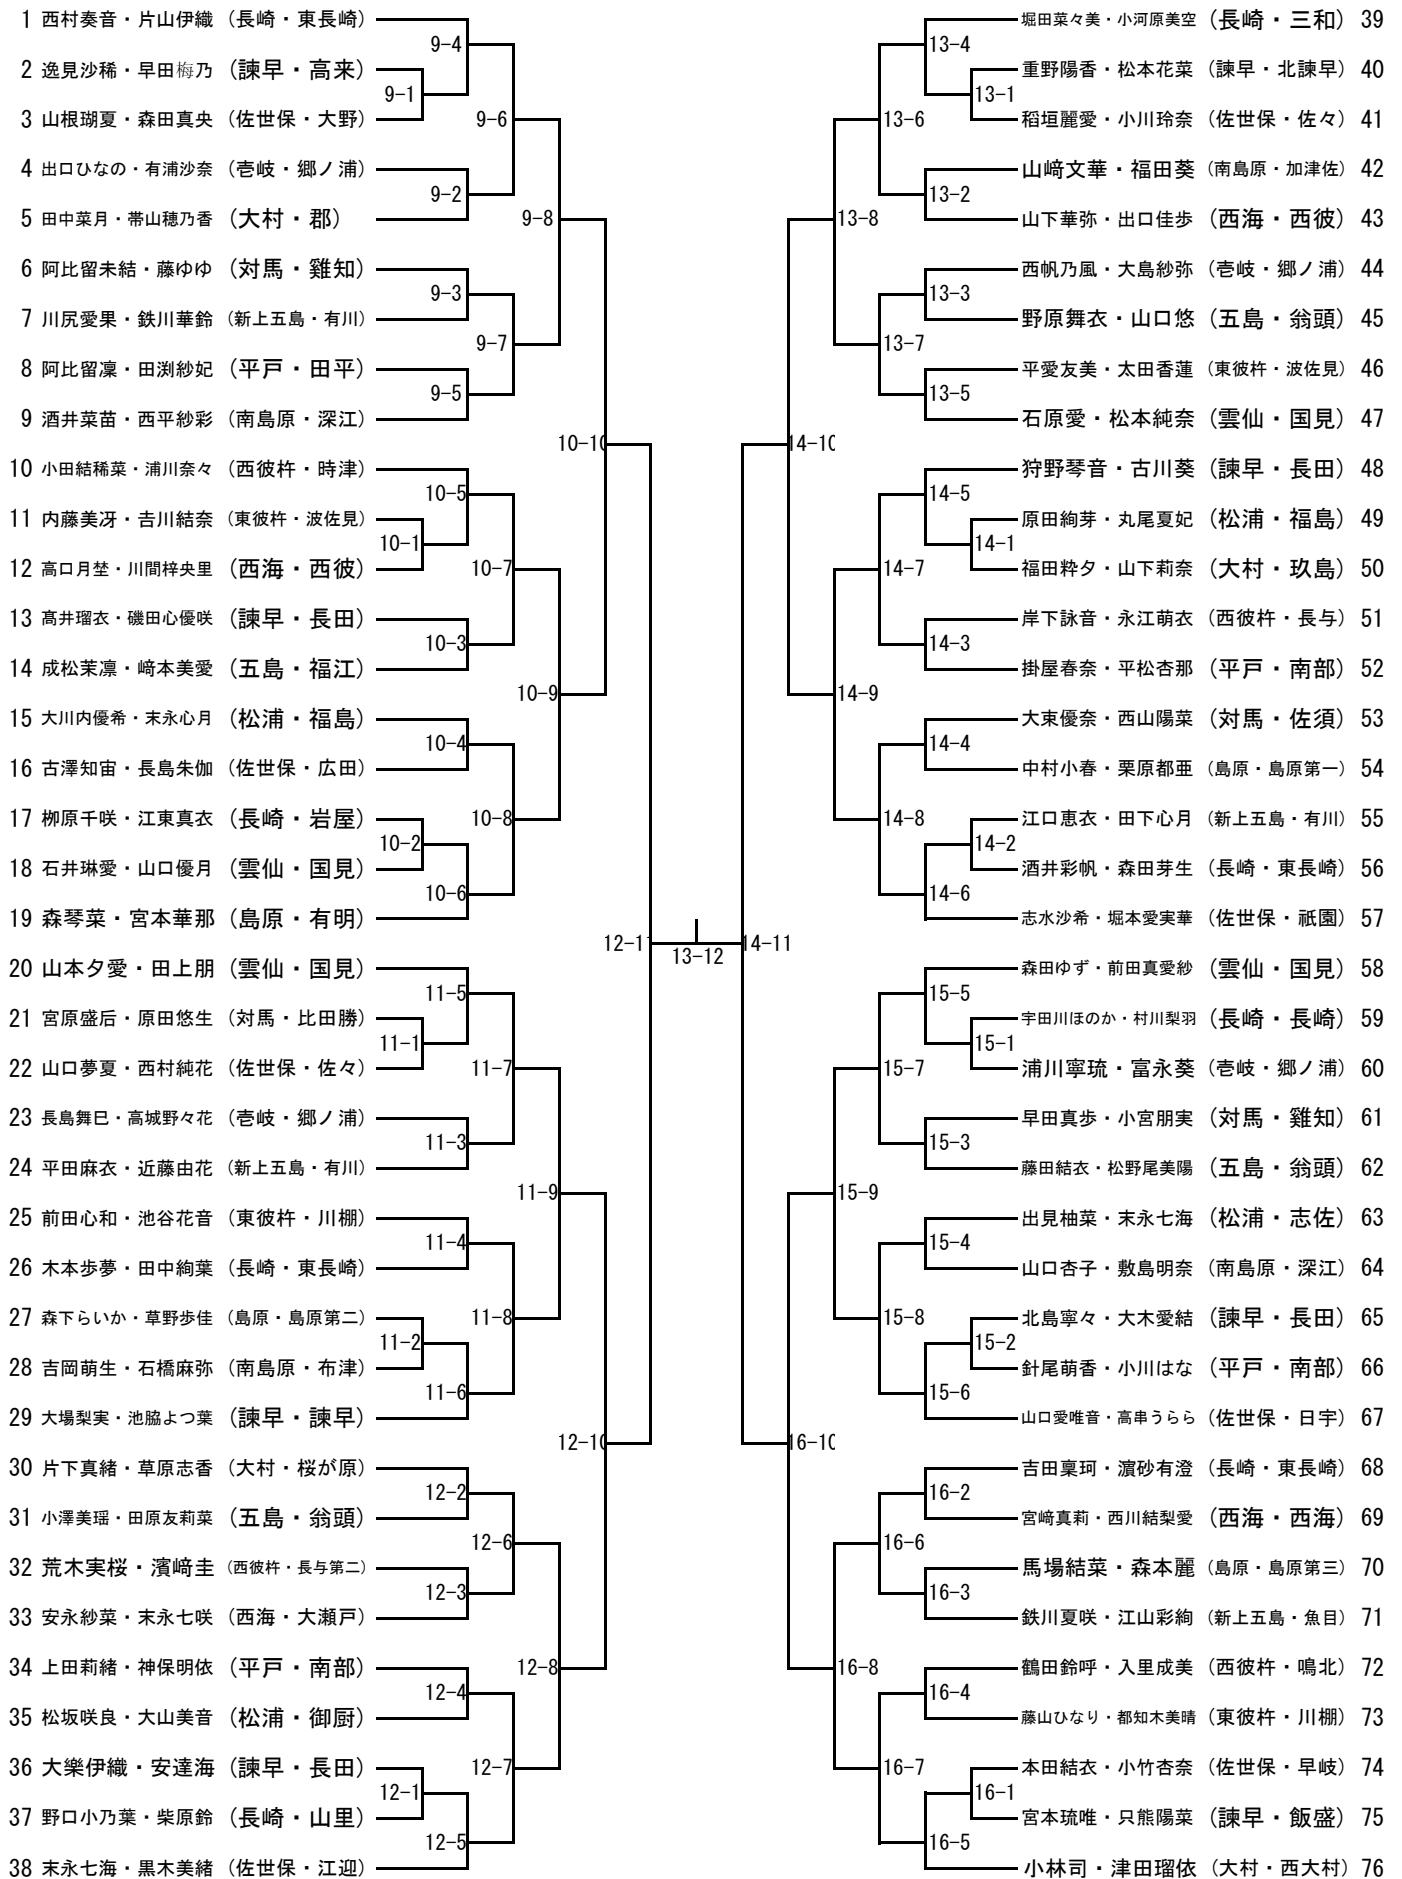 1 西村奏音・片山伊織 （長崎・東長崎）
9−4
2 逸見沙稀・早田梅乃 （諫早・高来）
9−1
3 山根瑚夏・森田真央 （佐世保・大野）
9−6
4 出口ひなの・有浦沙奈 （壱岐・郷ノ浦）
9−2
5 田中菜月・帯山穂乃香 （大村・郡）
9−8
6 阿比留未結・藤ゆゆ （対馬・雞知）
9−3
7 川尻愛果・鉄川華鈴 （新上五島・有川）
9−7
8 阿比留凜・田渕紗妃 （平戸・田平）
9−5
9 酒井菜苗・西平紗彩 （南島原・深江）
10−10
10 小田結稀菜・浦川奈々 （西彼杵・時津）
10−5
11 内藤美冴・吉川結奈 （東彼杵・波佐見）
10−1
12 高口月埜・川間梓央里 （西海・西彼）
10−7
13 髙井瑠衣・磯田心優咲 （諫早・長田）
10−3
14 成松茉凛・﨑本美愛 （五島・福江）
10−9
15 大川内優希・末永心月 （松浦・福島）
10−4
16 古澤知宙・長島朱伽 （佐世保・広田）
17 栁原千咲・江東真衣 （長崎・岩屋）
10−8
10−2
18 石井琳愛・山口優月 （雲仙・国見）
10−6
19 森琴菜・宮本華那 （島原・有明）
12−11
13−12
20 山本夕愛・田上朋 （雲仙・国見）
11−5
21 宮原盛后・原田悠生 （対馬・比田勝）
11−1
22 山口夢夏・西村純花 （佐世保・佐々）
11−7
23 長島舞巳・高城野々花 （壱岐・郷ノ浦）
11−3
24 平田麻衣・近藤由花 （新上五島・有川）
11−9
25 前田心和・池谷花音 （東彼杵・川棚）
11−4
26 木本歩夢・田中絢葉 （長崎・東長崎）
27 森下らいか・草野歩佳 （島原・島原第二）
11−8
11−2
28 吉岡萌生・石橋麻弥 （南島原・布津）
11−6
29 大場梨実・池脇よつ葉 （諫早・諫早）
12−10
30 片下真緒・草原志香 （大村・桜が原）
12−2
31 小澤美瑶・田原友莉菜 （五島・翁頭）
12−6
32 荒木実桜・濱﨑圭 （西彼杵・長与第二）
12−3
33 安永紗菜・末永七咲 （西海・大瀬戸）
34 上田莉緒・神保明依 （平戸・南部）
12−8
12−4
35 松坂咲良・大山美音 （松浦・御厨）
36 大樂伊織・安達海 （諫早・長田）
12−7
12−1
37 野口小乃葉・柴原鈴 （長崎・山里）
12−5
38 末永七海・黒木美緒 （佐世保・江迎）
堀田菜々美・小河原美空 （長崎・三和） 39
13−4
重野陽香・松本花菜 （諫早・北諫早） 40
13−1
稲垣麗愛・小川玲奈 （佐世保・佐々） 41
13−6
山﨑文華・福田葵 （南島原・加津佐） 42
13−2
山下華弥・出口佳歩 （西海・西彼） 43
13−8
西帆乃風・大島紗弥 （壱岐・郷ノ浦） 44
13−3
野原舞衣・山口悠 （五島・翁頭） 45
13−7
平愛友美・太田香蓮 （東彼杵・波佐見） 46
13−5
石原愛・松本純奈 （雲仙・国見） 47
14−10
狩野琴音・古川葵 （諫早・長田） 48
14−5
原田絢芽・丸尾夏妃 （松浦・福島） 49
14−1
福田粋夕・山下莉奈 （大村・玖島） 50
14−7
岸下詠音・永江萌衣 （西彼杵・長与） 51
14−3
掛屋春奈・平松杏那 （平戸・南部） 52
14−9
大東優奈・西山陽菜 （対馬・佐須） 53
14−4
中村小春・栗原都亜 （島原・島原第一） 54
江口恵衣・田下心月 （新上五島・有川） 55
14−8
14−2
酒井彩帆・森田芽生 （長崎・東長崎） 56
14−6
志水沙希・堀本愛実華 （佐世保・祇園） 57
14−11
森田ゆず・前田真愛紗 （雲仙・国見） 58
15−5
宇田川ほのか・村川梨羽 （長崎・長崎） 59
15−1
浦川寧琉・富永葵 （壱岐・郷ノ浦） 60
15−7
早田真歩・小宮朋実 （対馬・雞知） 61
15−3
藤田結衣・松野尾美陽 （五島・翁頭） 62
15−9
出見柚菜・末永七海 （松浦・志佐） 63
15−4
山口杏子・敷島明奈 （南島原・深江） 64
北島寧々・大木愛結 （諫早・長田） 65
15−8
15−2
針尾萌香・小川はな （平戸・南部） 66
15−6
山口愛唯音・高串うらら （佐世保・日宇） 67
16−10
吉田稟珂・濵砂有澄 （長崎・東長崎） 68
16−2
宮﨑真莉・西川結梨愛 （西海・西海） 69
16−6
馬場結菜・森本麗 （島原・島原第三） 70
16−3
鉄川夏咲・江山彩絢 （新上五島・魚目） 71
鶴田鈴呼・入里成美 （西彼杵・鳴北） 72
16−8
16−4
藤山ひなり・都知木美晴 （東彼杵・川棚） 73
本田結衣・小竹杏奈 （佐世保・早岐） 74
16−7
16−1
宮本琉唯・只熊陽菜 （諫早・飯盛） 75
16−5
小林司・津田瑠依 （大村・西大村） 76